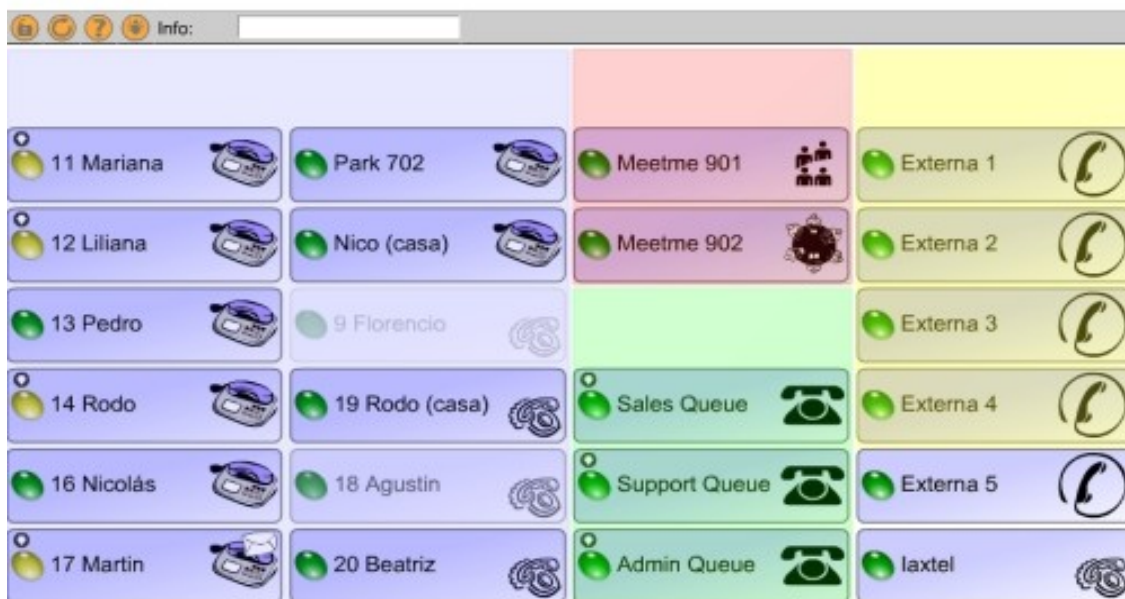 Info:
11 Mariana
Park 702
Meetme 901
Externa 1
12 Liliana
Nico (casa)
Meetme 902
Externa 2
13 Pedro
9 Florencio
Externa 3
14 Rodo
19 Rodo (casa)
Sales Queue
Externa 4
16 Nicolás
18 Agustin
Support Queue
Externa 5
17 Martin
20 Beatriz
Admin Queue
Iaxtel